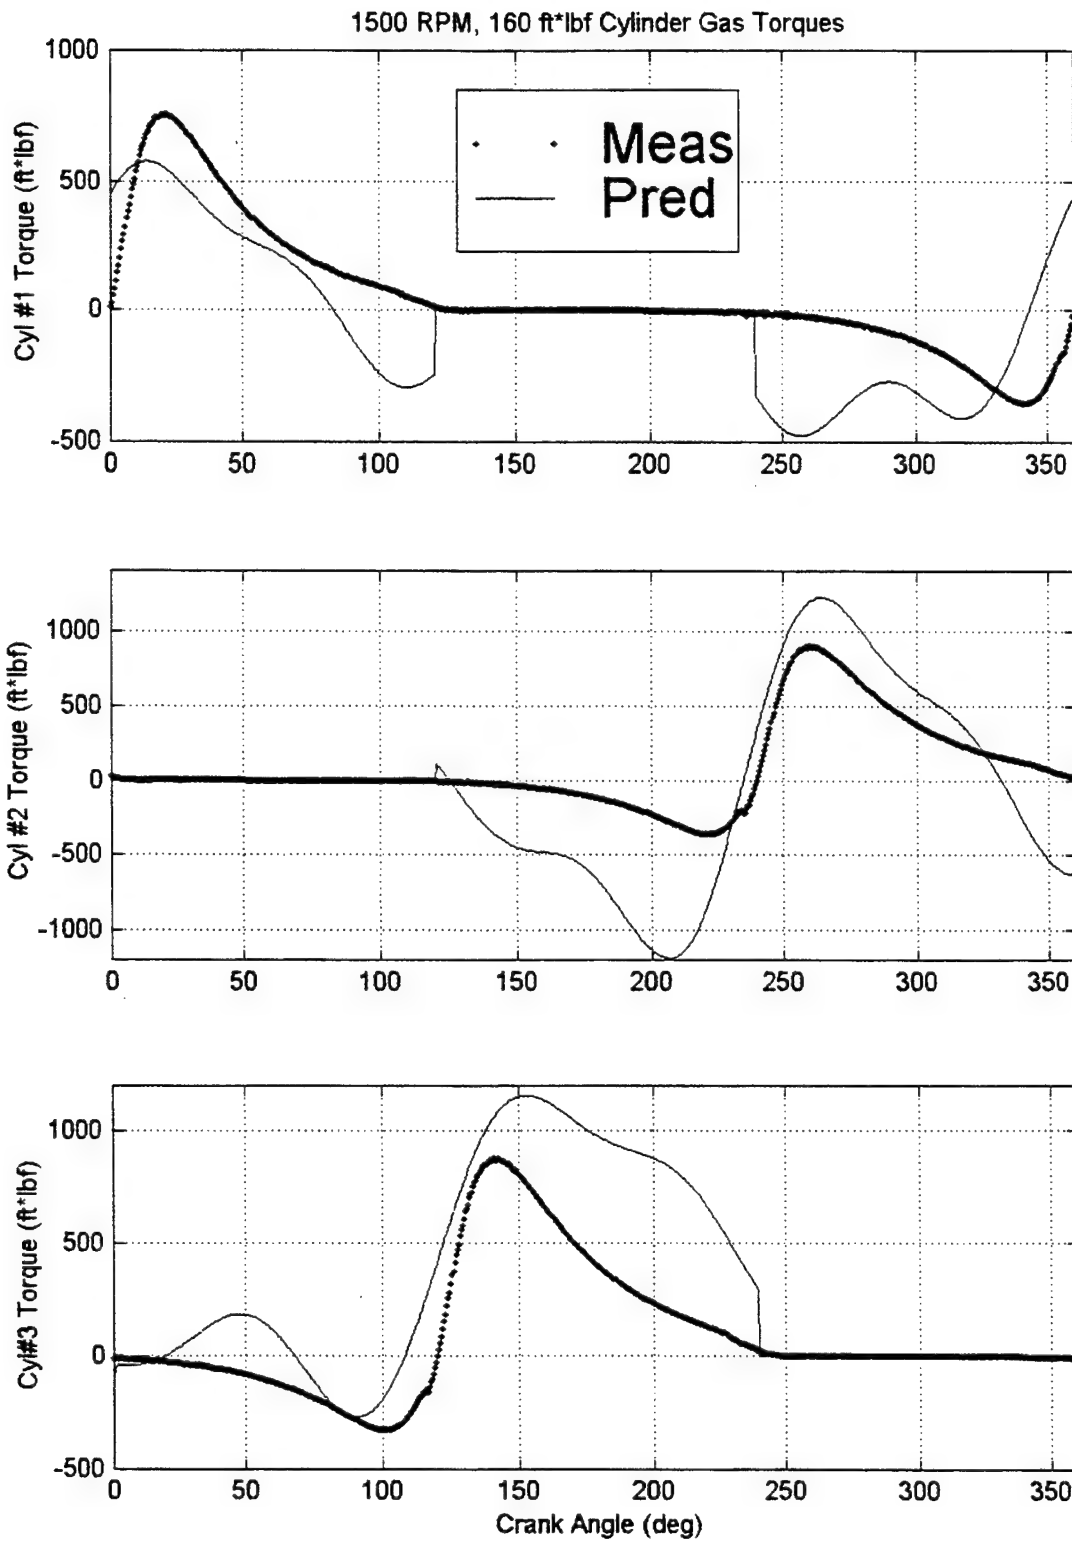 1500 RPM, 160 ft*lbf Cylinder Gas Torques
Cyl #1 Torque (ft*lbf)
1000
500
0
-500
Meas
Pred
0 50 100 150 200 250 300 350
Cyl #2 Torque (ft*lbf)
1000
500
0
-500
-1000
0 50 100 150 200 250 300 350
Cyl#3 Torque (ft*lbf)
1000
500
0
-500
0 50 100 150 200 250 300 350
Crank Angle (deg)